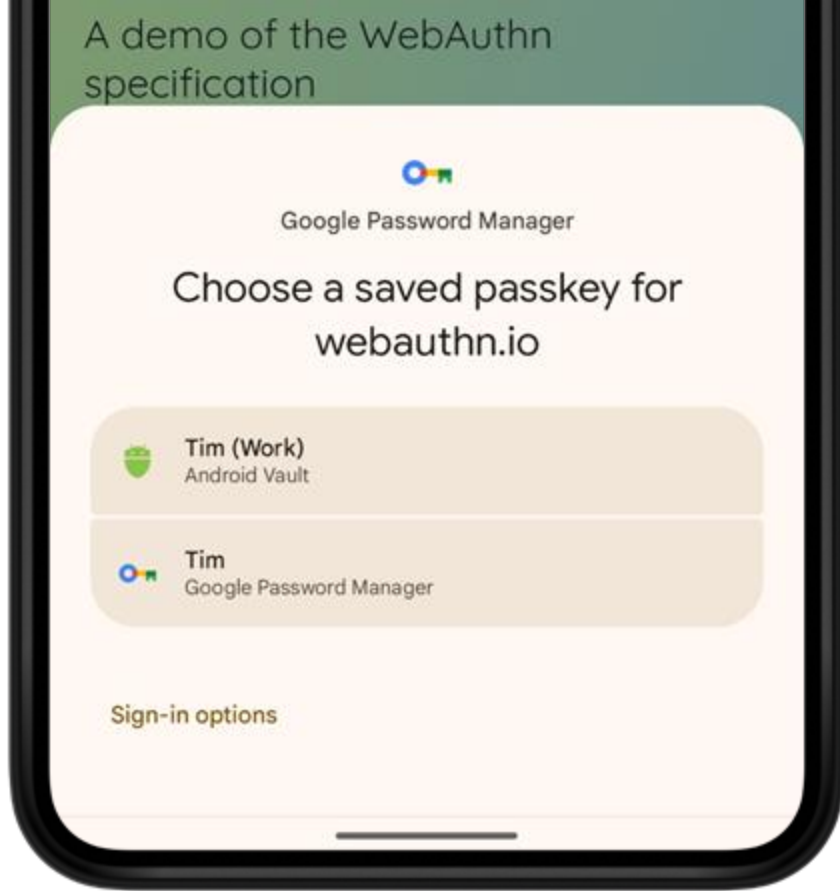 A demo of the WebAuthn
specification
Google Password Manager
Choose a saved passkey for
webauthn.io
Tim (Work)
Android Vault
Tim
Google Password Manager
Sign-in options